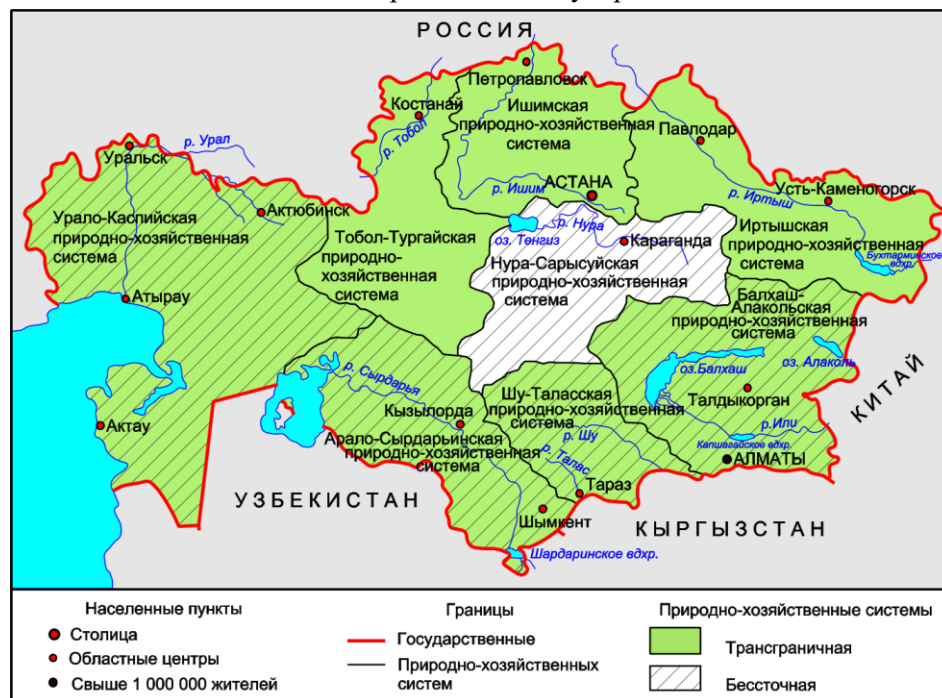 РОССИЯ
Петропавловск
Костанай
Ишимская
природно-хозяйственная
система
р. Тобол
Павлодар
р. Урал
Уральск
АСТАНА
р. Ишим
Усть-Каменогорск
р. Иртыш
Актюбинск
Урало-Каспийская
природно-хозяйственная
система
Тобол-Тургайская
природно-
хозяйственная
система
оз. Тенгиз
р. Нура
Караганда
Нура-Сарысуйская
природно-хозяйственная
система
Иртышская
природно-хозяйственная
система
Бухтарминское
вдхр.
Атырау
Балхаш-
Алакольская
природно-хозяйственная
система
оз.Балхаш
оз. Алаколь
КИТАЙ
р. Сырдарья
Шу-Таласская
природно-хозяйственная
система
Талдыкорган
Актау
Кызылорда
Арало-Сырдарьинская
природно-хозяйственная
система
р. Шу
р. Талас
р.Или
Капшагайское вдхр.
АЛМАТЫ
Тараз
УЗБЕКИСТАН
Шымкент
КЫРГЫЗСТАН
Шардаринское вдхр.
Населенные пункты
Столица
Областные центры
Свыше 1 000 000 жителей
Границы
Государственные
Природно-хозяйственных
систем
Природно-хозяйственные системы
Трансграничная
Бессточная